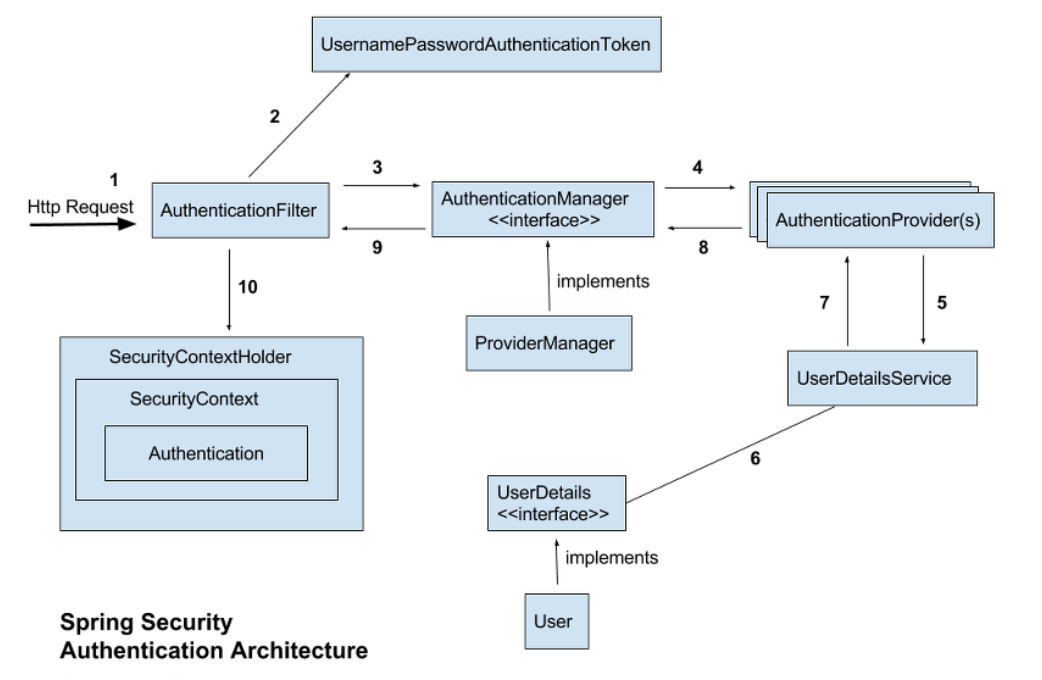 UsernamePasswordAuthenticationToken
2
1
Http Request
AuthenticationFilter
3
9
AuthenticationManager
<<interface>>
4
8
AuthenticationProvider(s)
10
implements
ProviderManager
7
5
UserDetailsService
SecurityContextHolder
SecurityContext
Authentication
6
UserDetails
<<interface>>
implements
User
Spring Security
Authentication Architecture